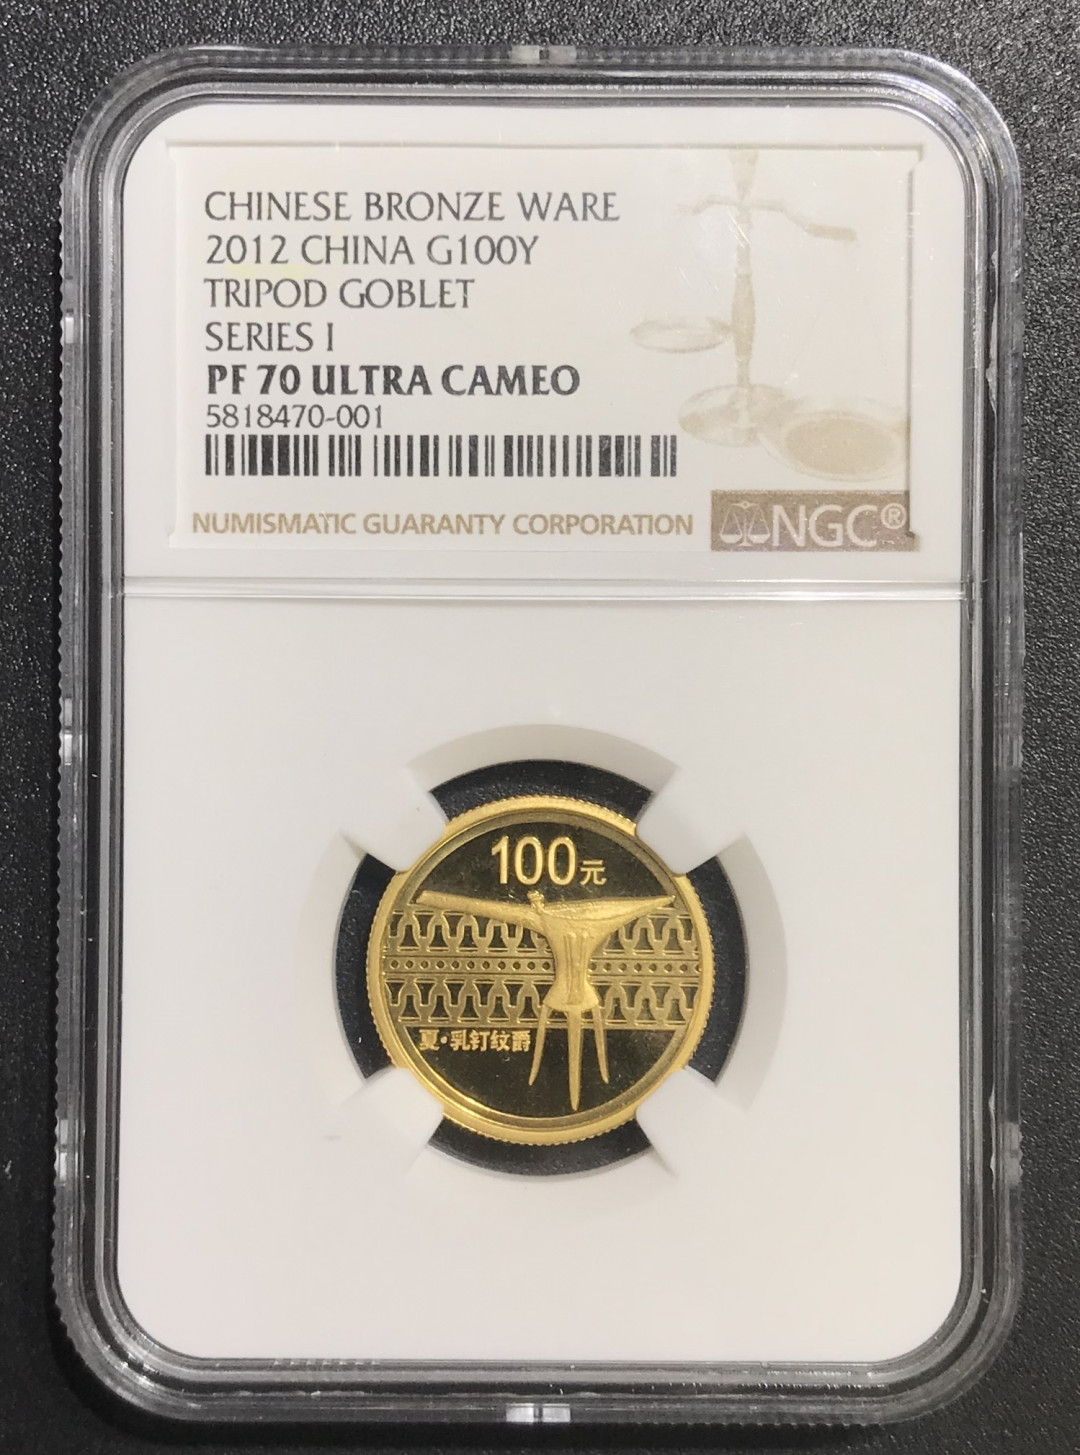 CHINESE BRONZE WARE
2012 CHINA G100Y
TRIPOD GOBLET
SERIES I
PF 70 ULTRA CAMEO
5818470-001
NUMISMATIC GUARANTY CORPORATION
NGC®
100元
夏·乳钉纹爵